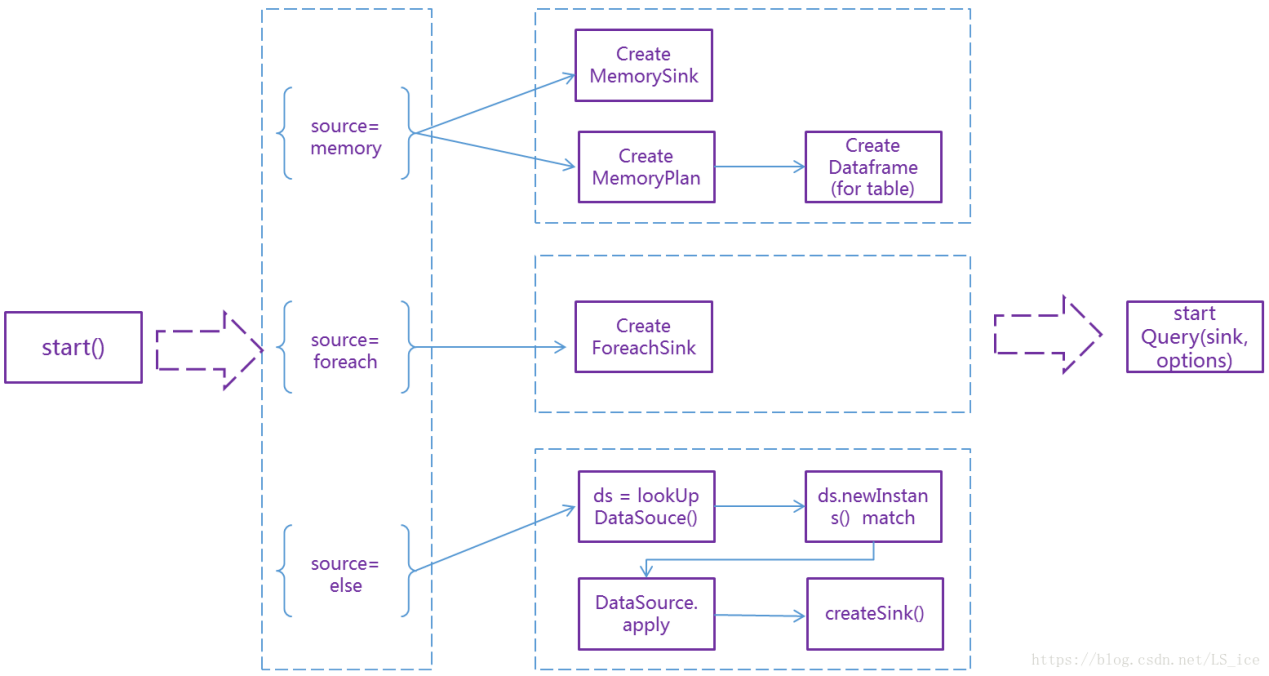 start()
source=
memory
Create
MemorySink
Create
MemoryPlan
Create
Dataframe
(for table)
source=
foreach
Create
ForeachSink
source=
else
ds = lookUp
DataSouce()
ds.newInstan
s() match
DataSource.
apply
createSink()
start
Query(sink,
options)
https://blog.csdn.net/LS_ice